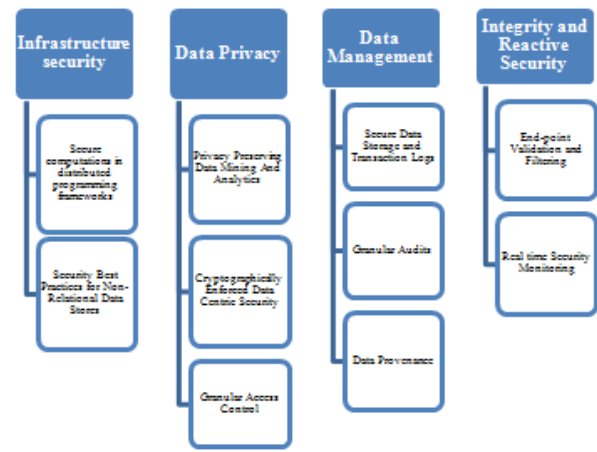 Infrastructure
security
Secure
computations in
distributed
programming
frameworks
Security Best
Practices for Non-
Relational Data
Stores
Data Privacy
Privacy Preserving
Data Mining And
Analytics
Cryptographically
Enforced Data
Centric Security
Granular Access
Control
Data
Management
Secure Data
Storage and
Transaction Logs
Granular Audits
Data Provenance
Integrity and
Reactive
Security
End-point
Validation and
Filtering
Real time Security
Monitoring